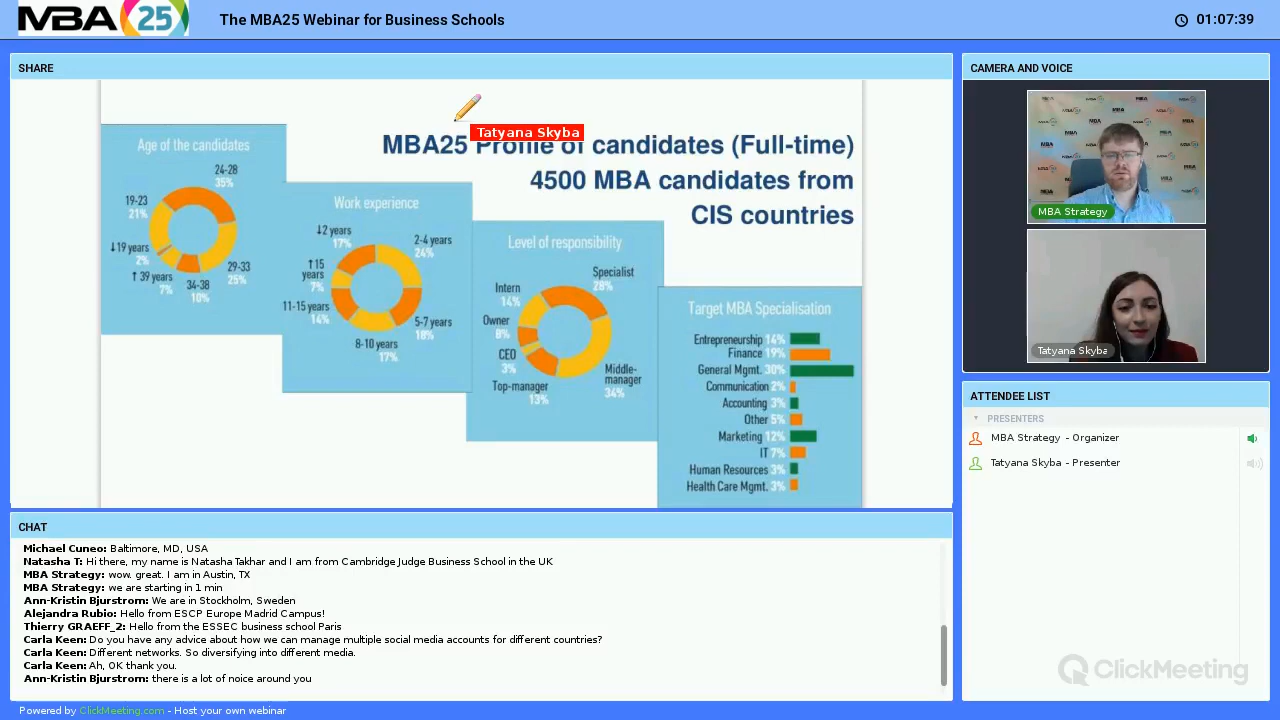 MBA 25
The MBA25 Webinar for Business Schools
01:07:39
SHARE
Tatyana Skyba
MBA25 Profile of candidates (Full-time)
4500 MBA candidates from
CIS countries
Age of the candidates
24-28
35%
19-23
21%
↓19 years
2%
↑ 39 years
7%
34-38
10%
29-33
25%
Work experience
↓2 years
17%
2-4 years
24%
↑15
years
7%
11-15 years
14%
8-10 years
17%
5-7 years
18%
Level of responsibility
Specialist
28%
Intern
14%
Owner
8%
CEO
3%
Top-manager
13%
Middle-
manager
34%
Target MBA Specialisation
Entrepreneurship 14%
Finance 19%
General Mgmt. 30%
Communication 2%
Accounting 3%
Other 5%
Marketing 12%
IT 7%
Human Resources 3%
Health Care Mgmt. 3%
CAMERA AND VOICE
MBA Strategy
Tatyana Skyba
ATTENDEE LIST
PRESENTERS
MBA Strategy - Organizer
Tatyana Skyba - Presenter
ClickMeeting
CHAT
Michael Cuneo: Baltimore, MD, USA
Natasha T: Hi there, my name is Natasha Takhar and I am from Cambridge Judge Business School in the UK
MBA Strategy: wow. great. I am in Austin, TX
MBA Strategy: we are starting in 1 min
Ann-Kristin Bjurstrom: We are in Stockholm, Sweden
Alejandra Rubio: Hello from ESCP Europe Madrid Campus!
Thierry GRAEFF_2: Hello from the ESSEC business school Paris
Carla Keen: Do you have any advice about how we can manage multiple social media accounts for different countries?
Carla Keen: Different networks. So diversifying into different media.
Carla Keen: Ah, OK thank you.
Ann-Kristin Bjurstrom: there is a lot of noice around you
Powered by ClickMeeting.com - Host your own webinar